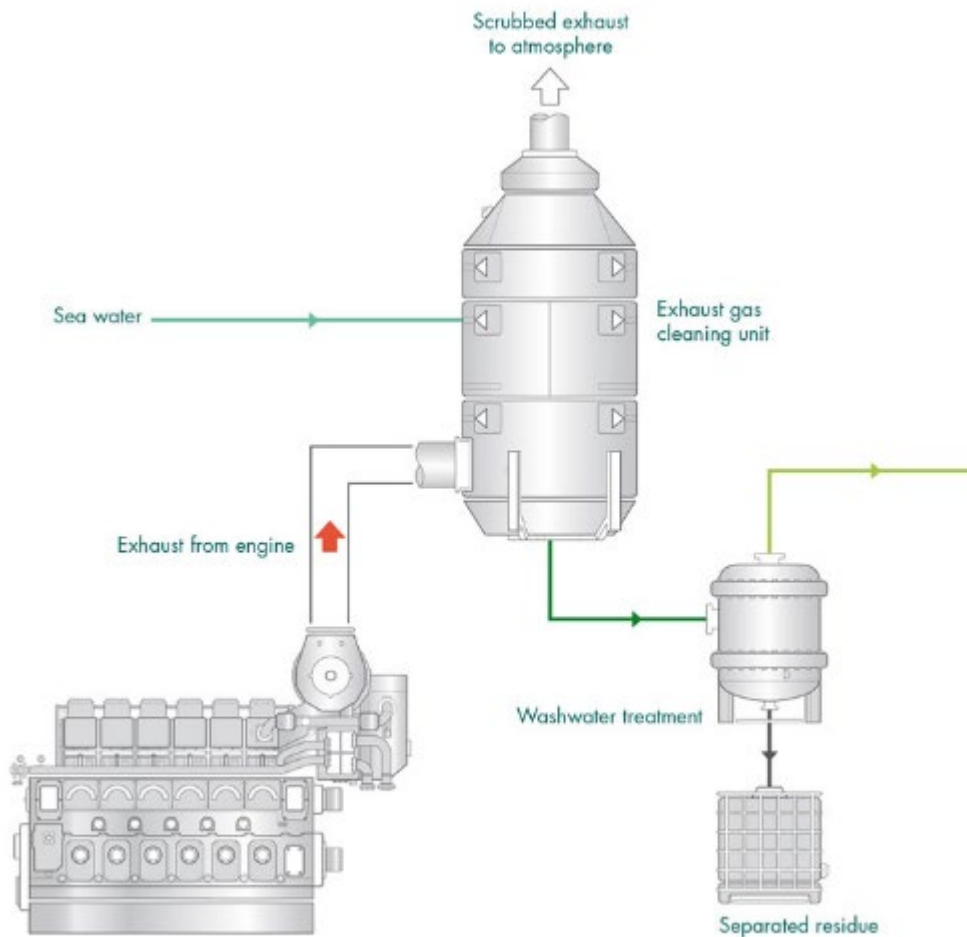 Scrubbed exhaust
to atmosphere
Sea water
Exhaust gas
cleaning unit
Exhaust from engine
Washwater treatment
Separated residue